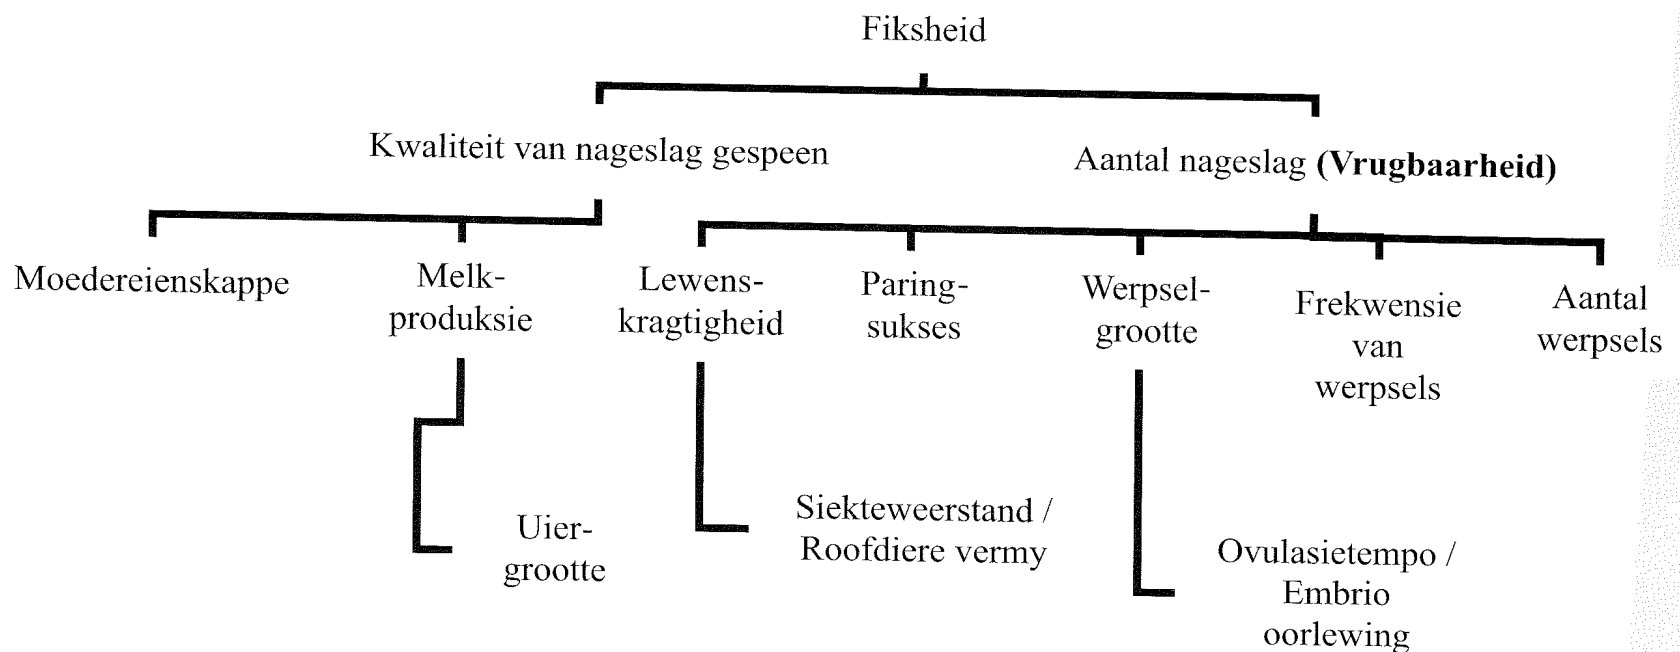 Fiksheid
Kwaliteit van nageslag gespeen
Aantal nageslag (Vrugbaarheid)
Moedereienskappe
Melk-
produksie
Lewens-
kragtigheid
Paring-
sukses
Werpsel-
grootte
Frekwensie
van
werpsels
Aantal
werpsels
Uier-
grootte
Siekteweerstand /
Roofdiere vermy
Ovulasietempo /
Embrio
oorlewing